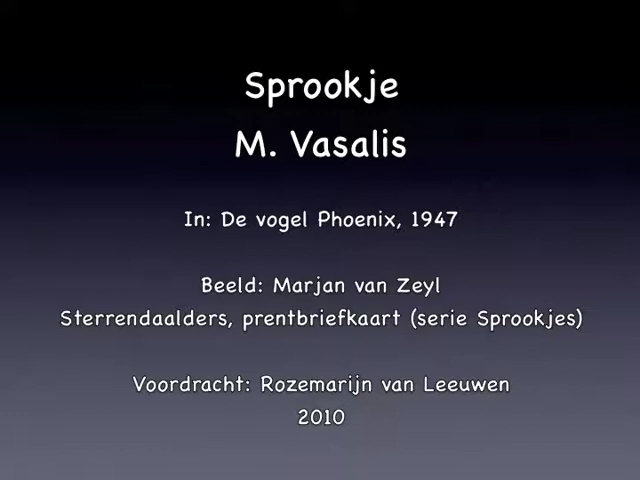 Sprookje
M. Vasalis
In: De vogel Phoenix, 1947
Beeld: Marjan van Zeyl
Sterrendaalders, prentbriefkaart (serie Sprookjes)
Voordracht: Rozemarijn van Leeuwen
2010